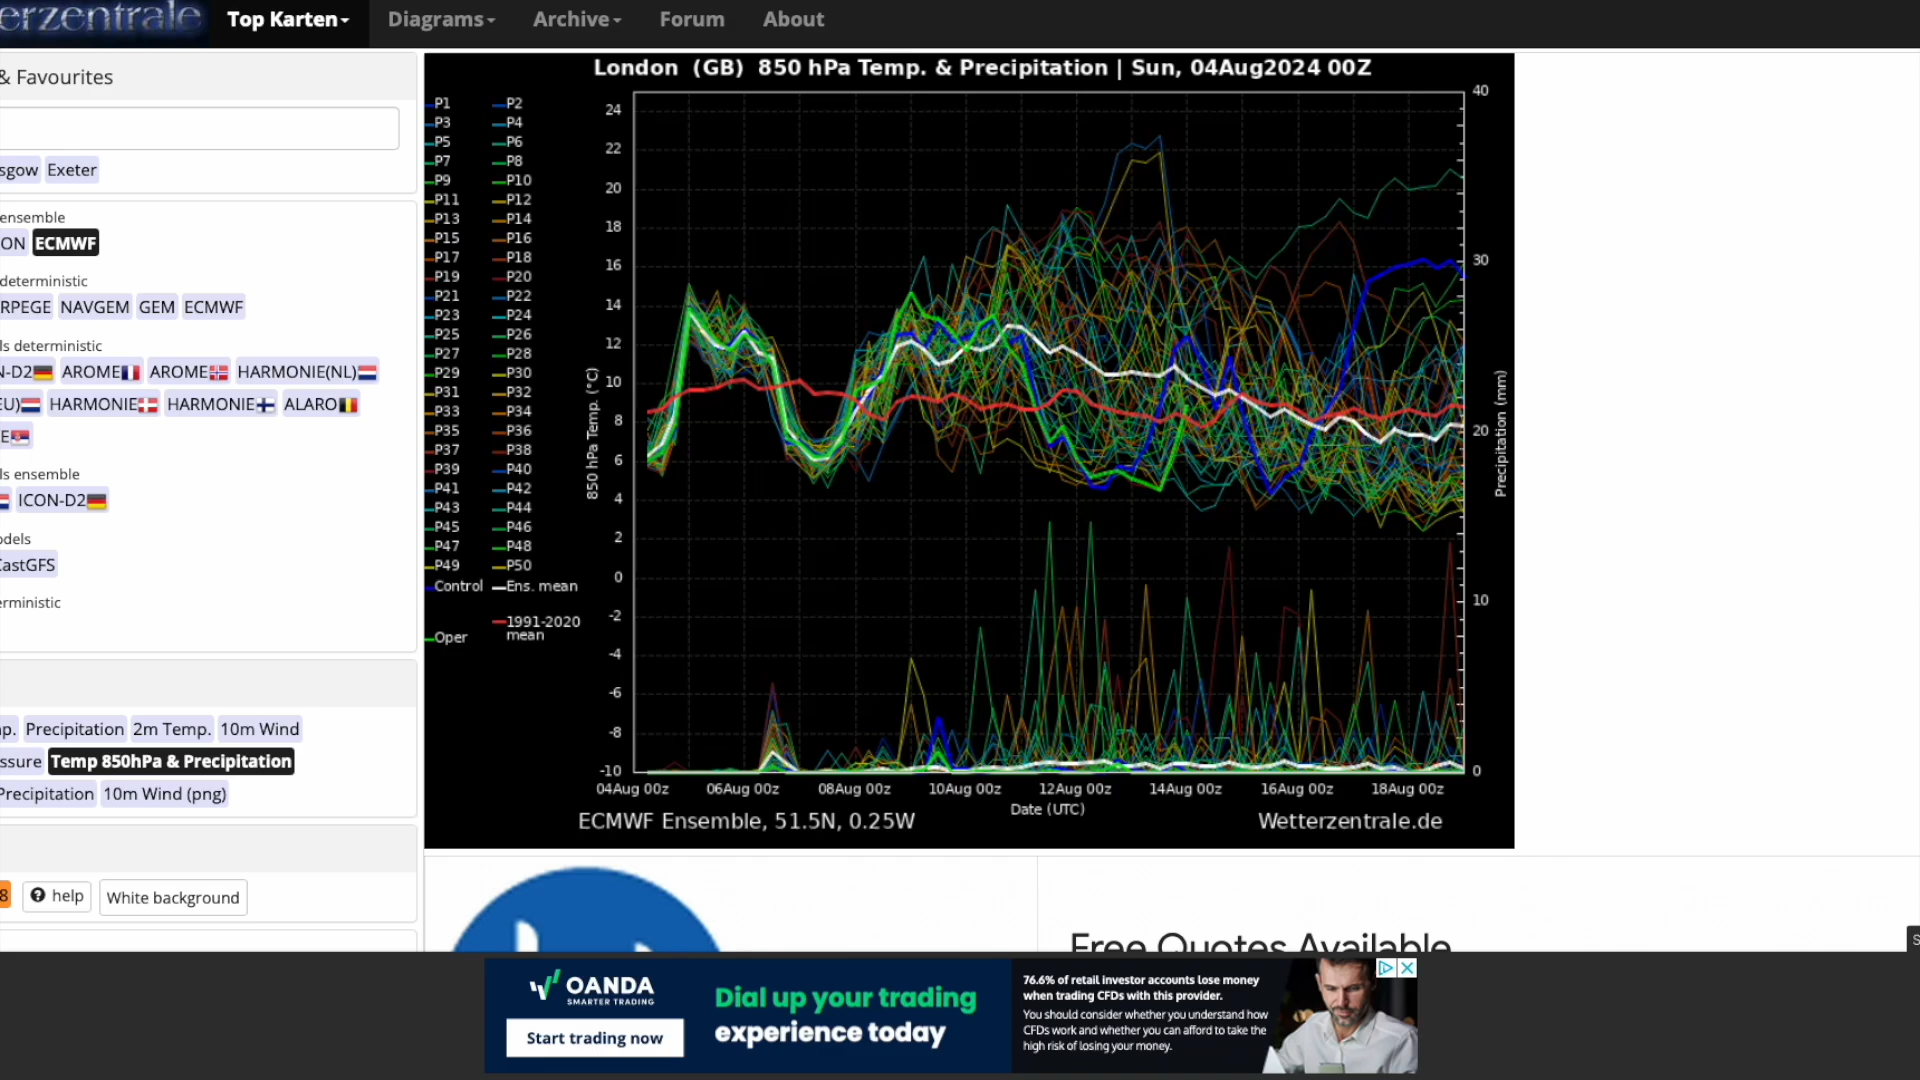 erzentrale
Top Karten
Diagrams
Archive
Forum
About
& Favourites
sgow Exeter
ensemble
ON ECMWF
deterministic
RPEGE NAVGEM GEM ECMWF
ls deterministic
N-D2 AROME AROME HARMONIE(NL)
EU) HARMONIE HARMONIE ALARO
E
ls ensemble
ICON-D2
odels
CastGFS
erministic
p. Precipitation 2m Temp. 10m Wind
ssure Temp 850hPa & Precipitation
Precipitation 10m Wind (png)
8 help White background
London (GB) 850 hPa Temp. & Precipitation | Sun, 04Aug2024 00Z
P1 P2
P3 P4
P5 P6
P7 P8
P9 P10
P11 P12
P13 P14
P15 P16
P17 P18
P19 P20
P21 P22
P23 P24
P25 P26
P27 P28
P29 P30
P31 P32
P33 P34
P35 P36
P37 P38
P39 P40
P41 P42
P43 P44
P45 P46
P47 P48
P49 P50
Control Ens. mean
1991-2020
mean
Oper
850 hPa Temp. (°C)
24
22
20
18
16
14
12
10
8
6
4
2
0
-2
-4
-6
-8
-10
40
30
20
10
0
Precipitation (mm)
04Aug 00z 06Aug 00z 08Aug 00z 10Aug 00z 12Aug 00z 14Aug 00z 16Aug 00z 18Aug 00z
Date (UTC)
ECMWF Ensemble, 51.5N, 0.25W
Wetterzentrale.de
Free Quotes Available
S
OANDA
SMARTER TRADING
Start trading now
Dial up your trading
experience today
76.6% of retail investor accounts lose money
when trading CFDs with this provider.
You should consider whether you understand how
CFDs work and whether you can afford to take the
high risk of losing your money.